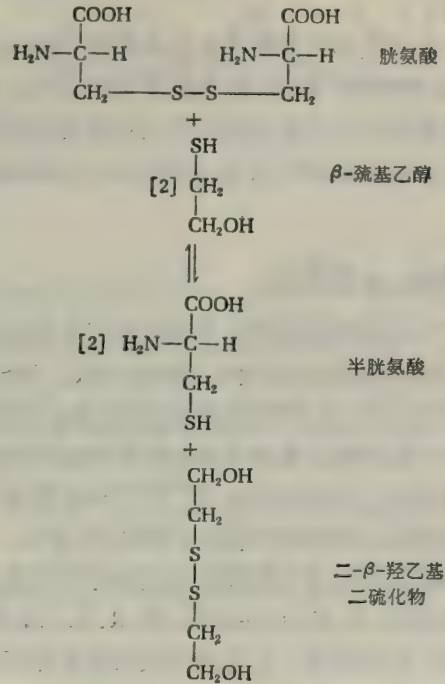 COOH COOH
H₂N—C—H H₂N—C—H 胱氨酸
CH₂ — S—S — CH₂
+
SH
[2] CH₂ β-巯基乙醇
CH₂OH
⇌
COOH
[2] H₂N—C—H
CH₂ 半胱氨酸
SH
+
CH₂OH
CH₂
S
S
二-β-羟乙基
二硫化物
CH₂
CH₂OH